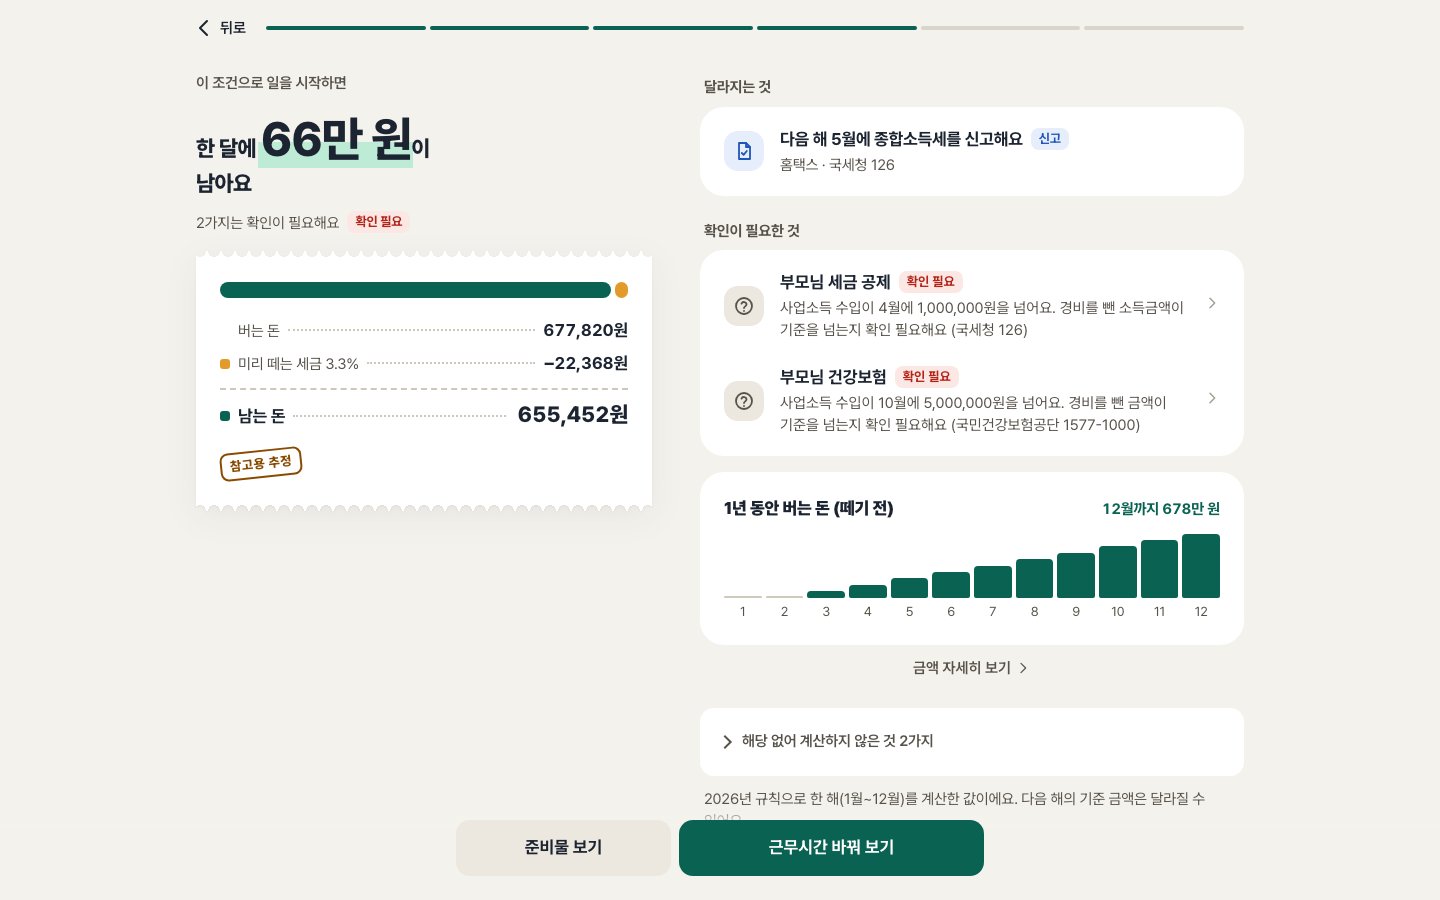 뒤로
이 조건으로 일을 시작하면
한 달에 66만 원이
남아요
2가지는 확인이 필요해요 확인 필요
버는 돈 677,820원
미리 떼는 세금 3.3% −22,368원
남는 돈 655,452원
참고용 추정
달라지는 것
다음 해 5월에 종합소득세를 신고해요 신고
홈택스 · 국세청 126
확인이 필요한 것
부모님 세금 공제 확인 필요
사업소득 수입이 4월에 1,000,000원을 넘어요. 경비를 뺀 소득금액이
기준을 넘는지 확인 필요해요 (국세청 126)
부모님 건강보험 확인 필요
사업소득 수입이 10월에 5,000,000원을 넘어요. 경비를 뺀 금액이
기준을 넘는지 확인 필요해요 (국민건강보험공단 1577-1000)
1년 동안 버는 돈 (떼기 전) 12월까지 678만 원
1 2 3 4 5 6 7 8 9 10 11 12
금액 자세히 보기
해당 없어 계산하지 않은 것 2가지
2026년 규칙으로 한 해(1월~12월)를 계산한 값이에요. 다음 해의 기준 금액은 달라질 수
준비물 보기
근무시간 바꿔 보기